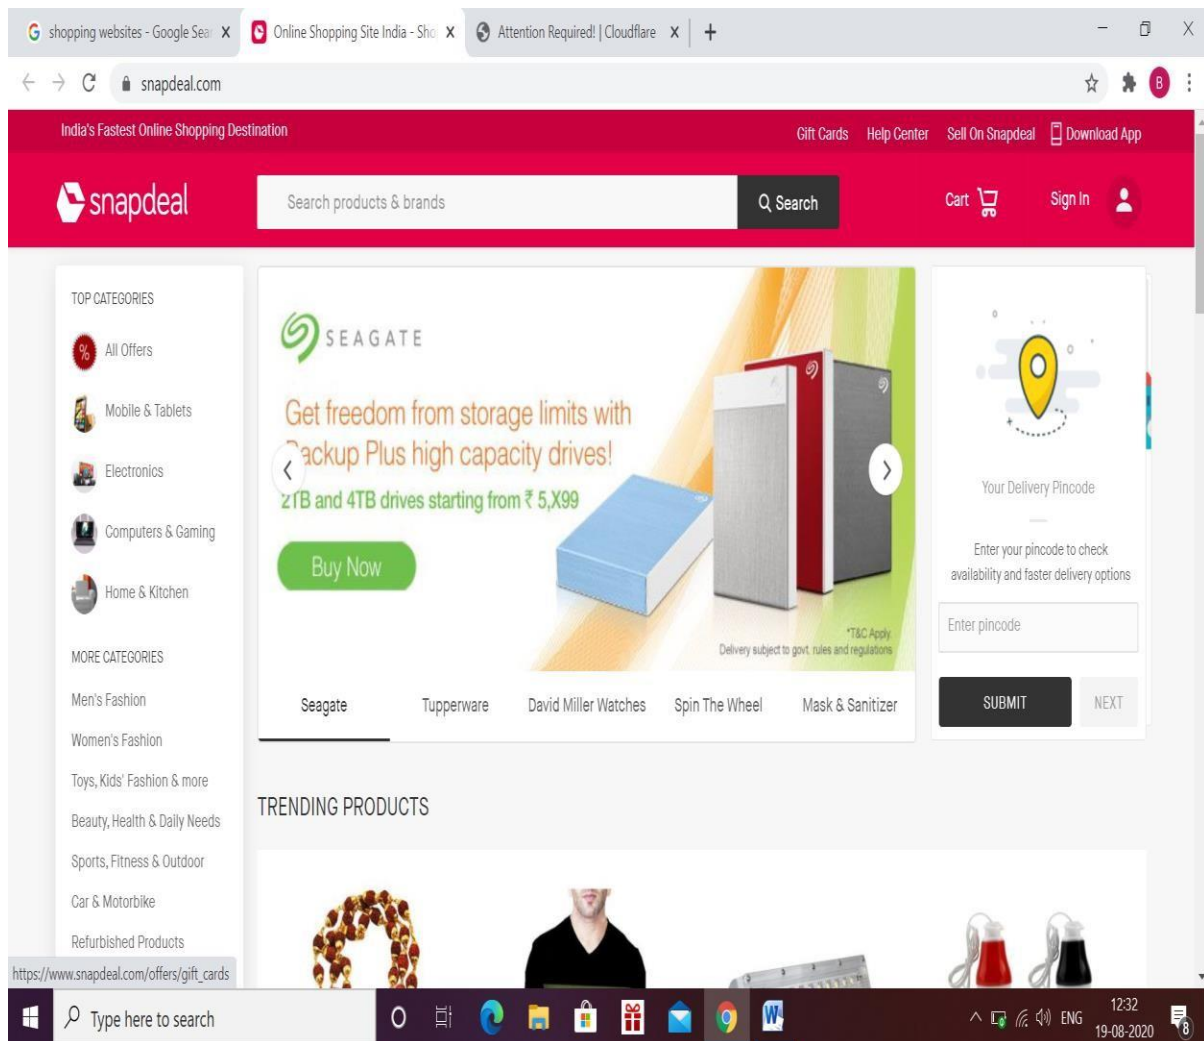 shopping websites - Google Sear
Online Shopping Site India - Sho
Attention Required! | Cloudflare
snapdeal.com
B
India's Fastest Online Shopping Destination
Gift Cards Help Center Sell On Snapdeal Download App
snapdeal
Search products & brands
Search
Cart
Sign In
TOP CATEGORIES
%
All Offers
Mobile & Tablets
Electronics
Computers & Gaming
Home & Kitchen
MORE CATEGORIES
Men's Fashion
Women's Fashion
Toys, Kids' Fashion & more
Beauty, Health & Daily Needs
Sports, Fitness & Outdoor
Car & Motorbike
Refurbished Products
SEAGATE
Get freedom from storage limits with
Backup Plus high capacity drives!
2TB and 4TB drives starting from ₹ 5,X99
Buy Now
*T&C Apply.
Delivery subject to govt. rules and regulations
Seagate Tupperware David Miller Watches Spin The Wheel Mask & Sanitizer
Your Delivery Pincode
Enter your pincode to check
availability and faster delivery options
Enter pincode
SUBMIT NEXT
TRENDING PRODUCTS
https://www.snapdeal.com/offers/gift_cards
Type here to search
W
ENG
12:32
19-08-2020
8